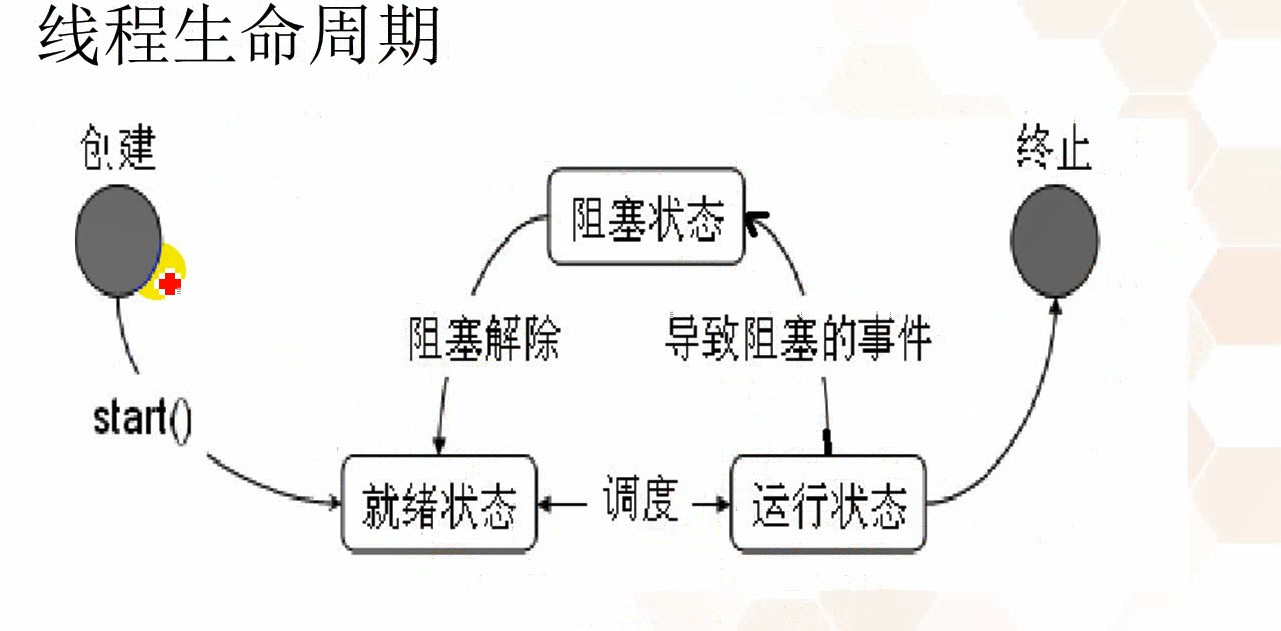 线程生命周期
创建
终止
阻塞状态
阻塞解除
导致阻塞的事件
start()
就绪状态
调度
运行状态